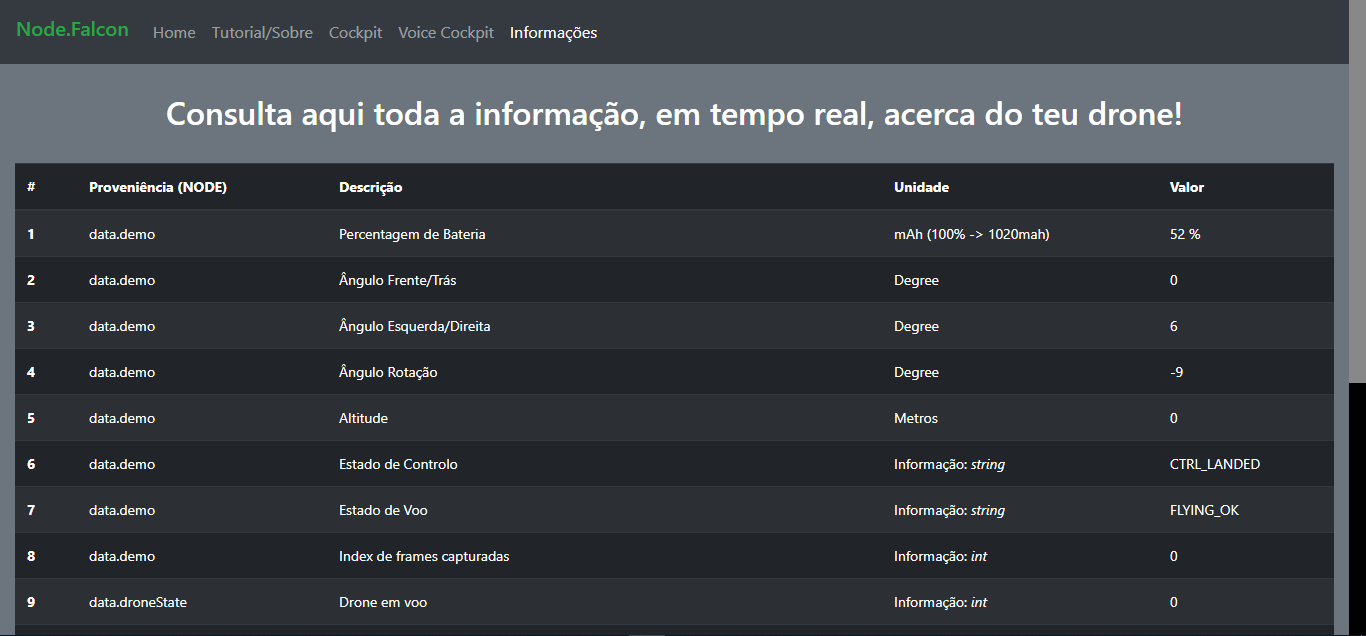 Node.Falcon Home Tutorial/Sobre Cockpit Voice Cockpit Informações
Consulta aqui toda a informação, em tempo real, acerca do teu drone!
# Proveniência (NODE) Descrição Unidade Valor
1 data.demo Percentagem de Bateria mAh (100% -> 1020mah) 52 %
2 data.demo Ângulo Frente/Trás Degree 0
3 data.demo Ângulo Esquerda/Direita Degree 6
4 data.demo Ângulo Rotação Degree -9
5 data.demo Altitude Metros 0
6 data.demo Estado de Controlo Informação: string CTRL_LANDED
7 data.demo Estado de Voo Informação: string FLYING_OK
8 data.demo Index de frames capturadas Informação: int 0
9 data.droneState Drone em voo Informação: int 0